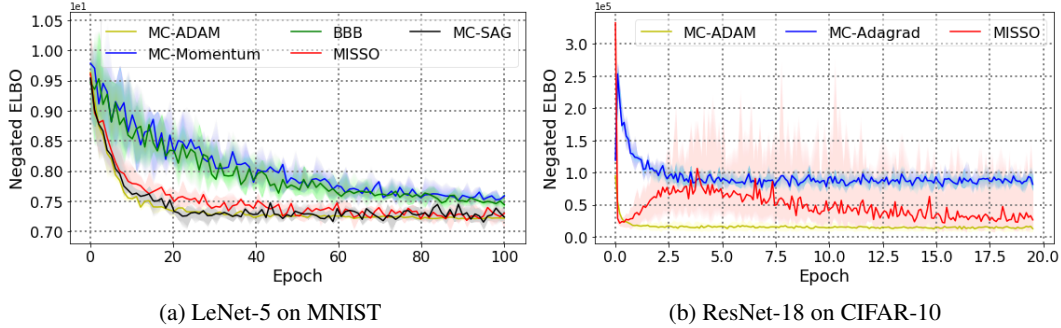 1e1
MC-ADAM BBB MC-SAG
MC-Momentum MISSO
Negated ELBO
1.05
1.00
0.95
0.90
0.85
0.80
0.75
0.70
0 20 40 60 80 100
Epoch
(a) LeNet-5 on MNIST
1e5
MC-ADAM MC-Adagrad MISSO
Negated ELBO
3.0
2.5
2.0
1.5
1.0
0.5
0.0
0.0 2.5 5.0 7.5 10.0 12.5 15.0 17.5 20.0
Epoch
(b) ResNet-18 on CIFAR-10